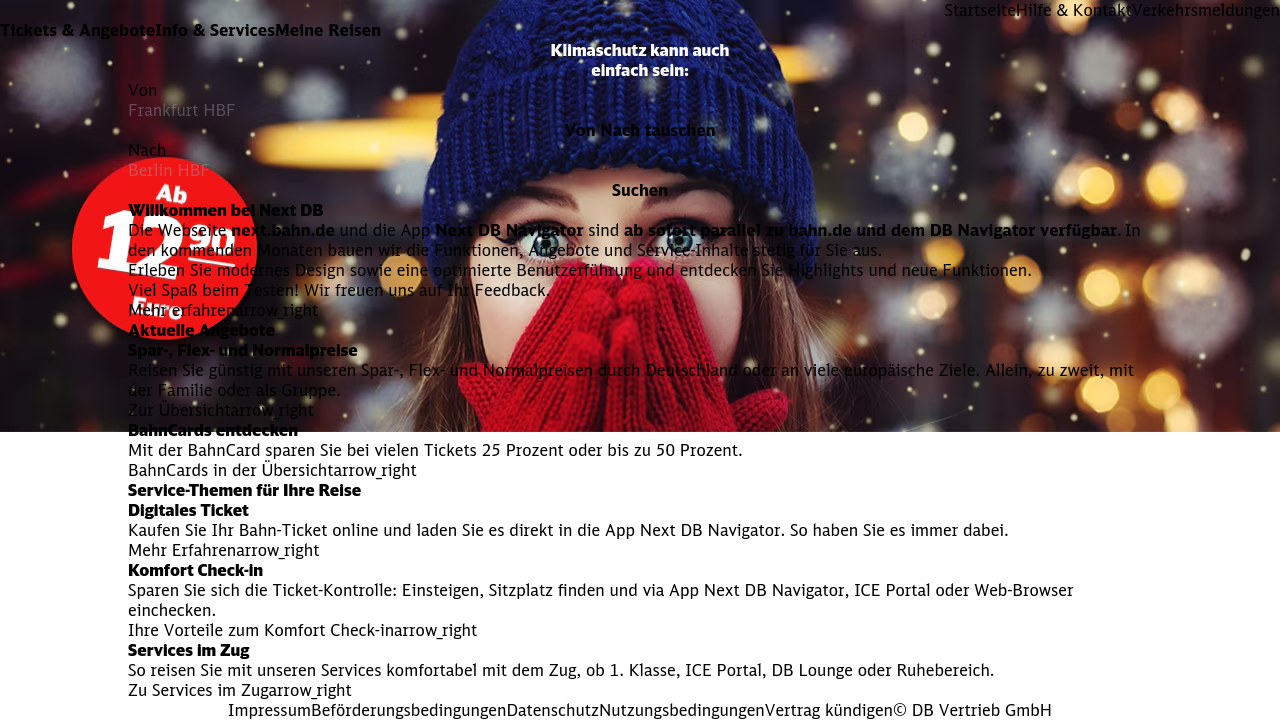 StartseiteHilfe & KontaktVerkehrsmeldungen
Tickets & AngeboteInfo & ServicesMeine Reisen
Klimaschutz kann auch
einfach sein:
Von
Frankfurt HBF
Von Nach tauschen
Nach
Berlin HBF
Ab
Euro
Suchen
Willkommen bei Next DB
Die Webseite next.bahn.de und die App Next DB Navigator sind ab sofort parallel zu bahn.de und dem DB Navigator verfügbar. In
den kommenden Monaten bauen wir die Funktionen, Angebote und Service-Inhalte stetig für Sie aus.
Erleben Sie modernes Design sowie eine optimierte Benutzerführung und entdecken Sie Highlights und neue Funktionen.
Viel Spaß beim Testen! Wir freuen uns auf Ihr Feedback.
Mehr erfahrenarrow_right
Aktuelle Angebote
Spar-, Flex- und Normalpreise
Reisen Sie günstig mit unseren Spar-, Flex- und Normalpreisen durch Deutschland oder an viele europäische Ziele. Allein, zu zweit, mit
der Familie oder als Gruppe.
Zur Übersichtarrow_right
BahnCards entdecken
Mit der BahnCard sparen Sie bei vielen Tickets 25 Prozent oder bis zu 50 Prozent.
BahnCards in der Übersichtarrow_right
Service-Themen für Ihre Reise
Digitales Ticket
Kaufen Sie Ihr Bahn-Ticket online und laden Sie es direkt in die App Next DB Navigator. So haben Sie es immer dabei.
Mehr Erfahrenarrow_right
Komfort Check-in
Sparen Sie sich die Ticket-Kontrolle: Einsteigen, Sitzplatz finden und via App Next DB Navigator, ICE Portal oder Web-Browser
einchecken.
Ihre Vorteile zum Komfort Check-inarrow_right
Services im Zug
So reisen Sie mit unseren Services komfortabel mit dem Zug, ob 1. Klasse, ICE Portal, DB Lounge oder Ruhebereich.
Zu Services im Zugarrow_right
ImpressumBeförderungsbedingungenDatenschutzNutzungsbedingungenVertrag kündigen© DB Vertrieb GmbH